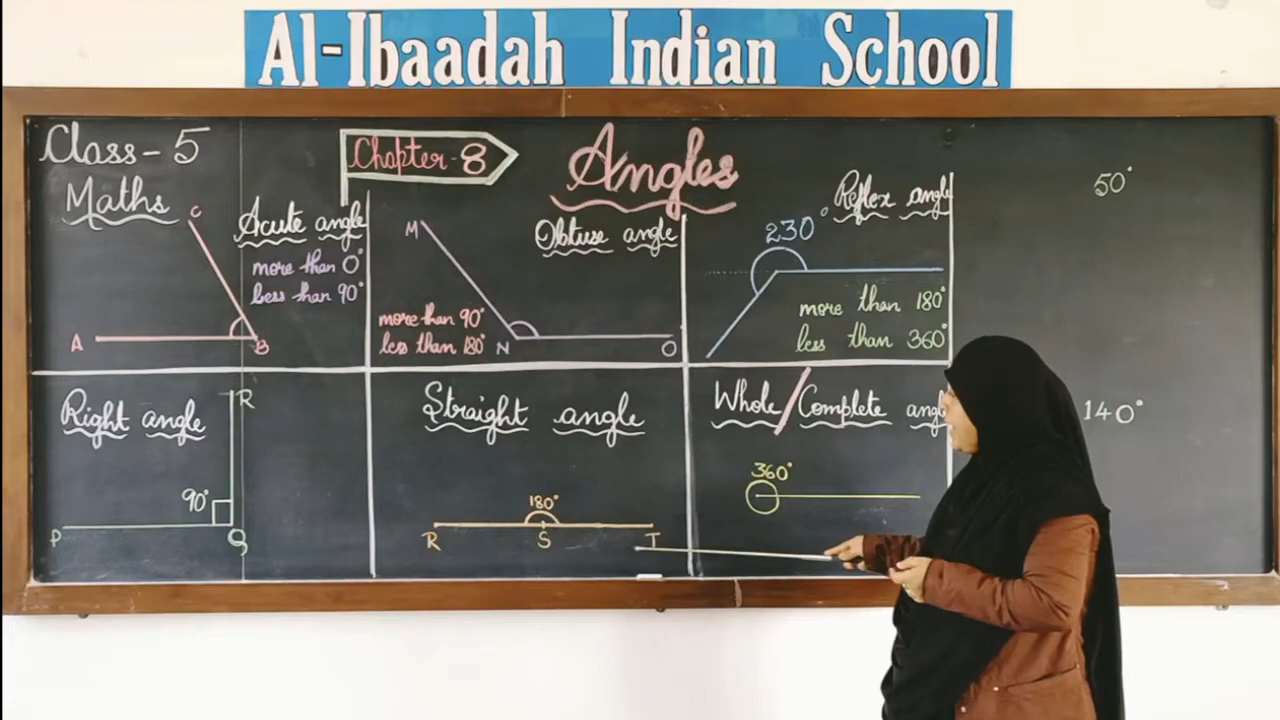 Al-Ibaadah Indian School
Class-5
Maths
Chapter-8
Angles
C
Acute angle
more than 0°
less than 90°
A
B
M
Obtuse angle
more than 90°
less than 180°
N
O
Reflex angle
230°
more than 180°
less than 360°
50°
Right angle
R
90°
P
Q
Straight angle
180°
R
S
T
Whole/Complete angle
360°
140°